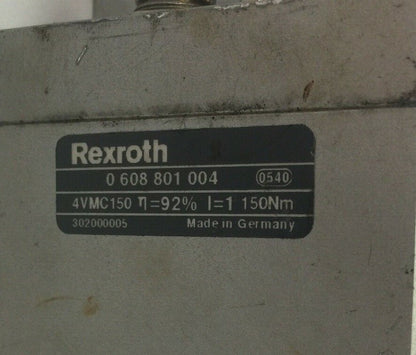 Rexroth
0 608 801 004 0540
4VMC150 η=92% I=1 150Nm
302000005 Made in Germany